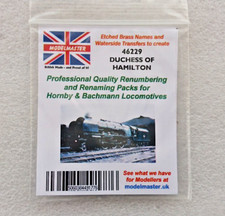 MODELMASTER
Etched Brass Names and
Waterside Transfers to create
46229
DUCHESS OF
HAMILTON
Professional Quality Renumbering
and Renaming Packs for
Hornby & Bachmann Locomotives
See what we have
for Modellers at
modelmaster.uk